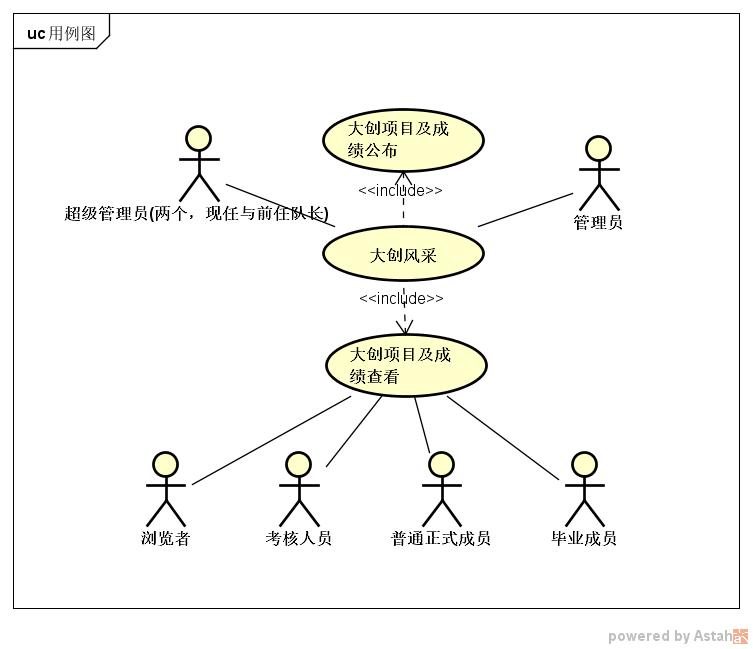 uc 用例图
大创项目及成
绩公布
<<include>>
超级管理员(两个，现任与前任队长)
管理员
大创风采
<<include>>
大创项目及成
绩查看
浏览者
考核人员
普通正式成员
毕业成员
powered by Astah